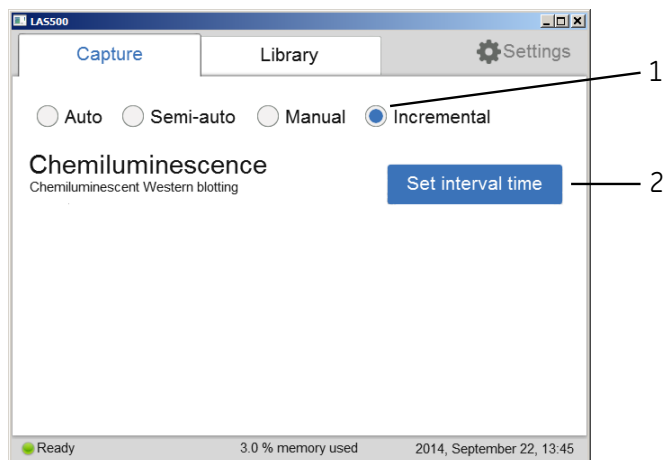 LAS500
Capture Library Settings
1
Auto Semi-auto Manual Incremental
Chemiluminescence
Chemiluminescent Western blotting
Set interval time
2
Ready 3.0 % memory used 2014, September 22, 13:45